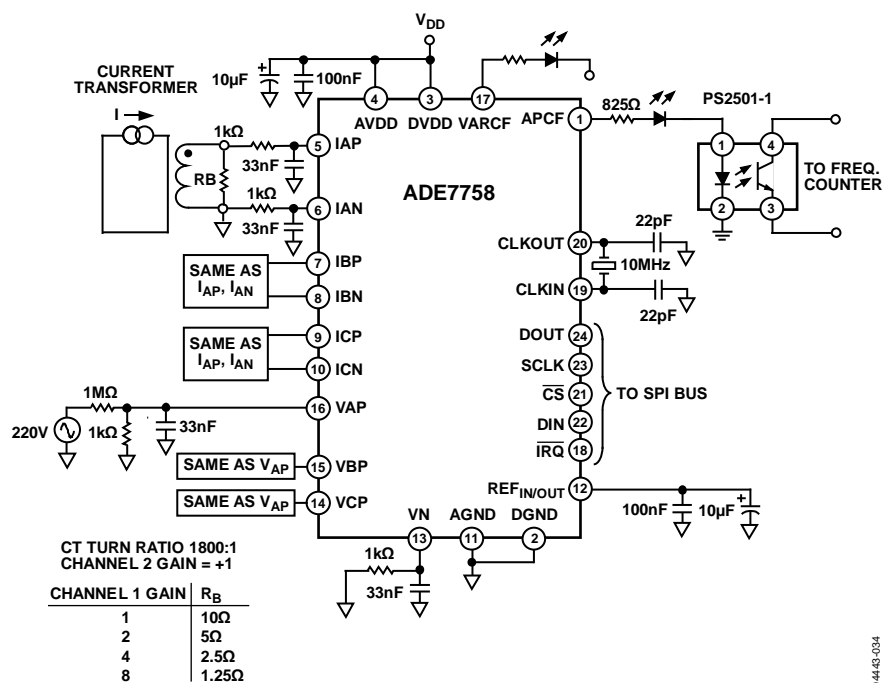 VDD
10µF
100nF
CURRENT
TRANSFORMER
I
1kΩ
33nF
RB
1kΩ
33nF
4
3
17
AVDD DVDD VARCF
APCF
1
825Ω
PS2501-1
1
4
2
3
TO FREQ.
COUNTER
5
IAP
6
IAN
ADE7758
SAME AS
IAP, IAN
7
IBP
8
IBN
SAME AS
IAP, IAN
9
ICP
10
ICN
CLKOUT
20
22pF
10MHz
CLKIN
19
22pF
DOUT
24
SCLK
23
CS
21
DIN
22
IRQ
18
TO SPI BUS
220V
1MΩ
1kΩ
33nF
16
VAP
SAME AS VAP
15
VBP
SAME AS VAP
14
VCP
REFIN/OUT
12
100nF
10µF
VN
AGND
DGND
13
11
2
1kΩ
33nF
CT TURN RATIO 1800:1
CHANNEL 2 GAIN = +1
CHANNEL 1 GAIN RB
1 10Ω
2 5Ω
4 2.5Ω
8 1.25Ω
04443-034